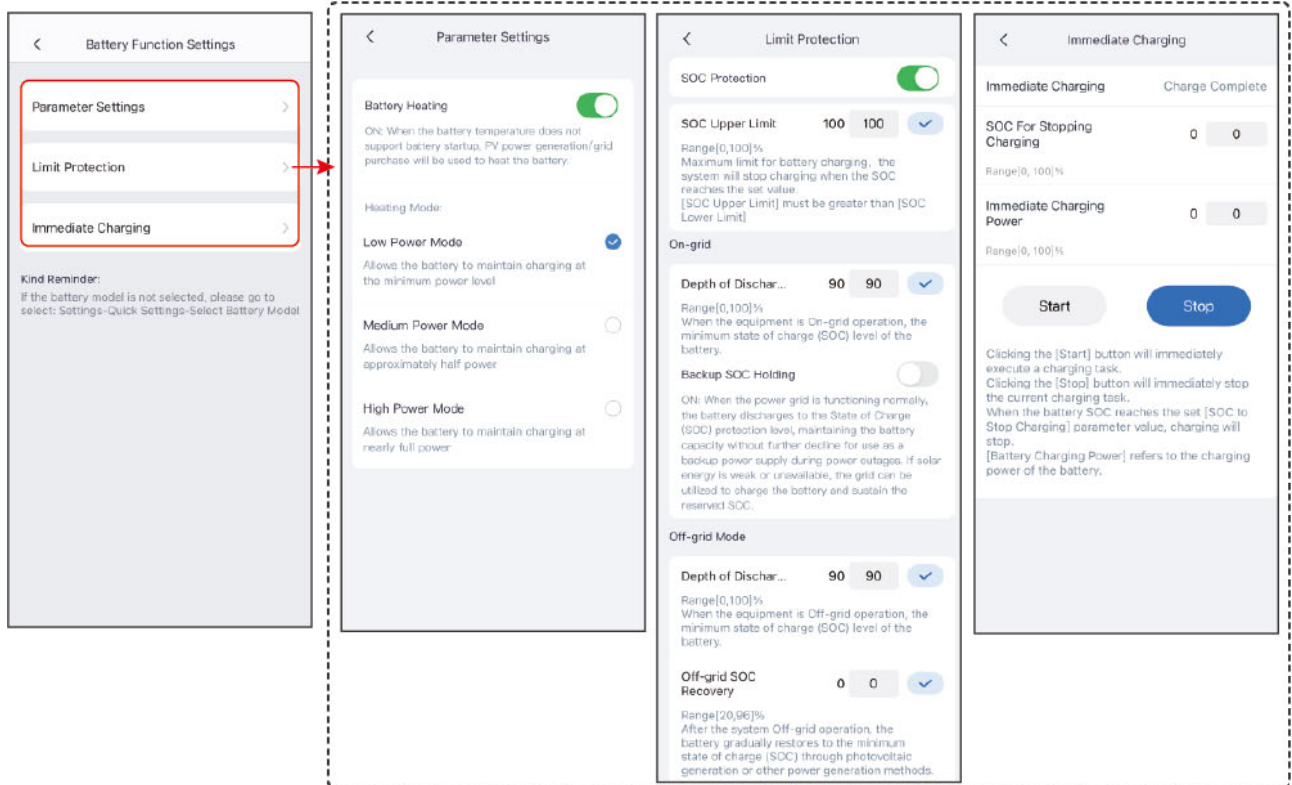 Battery Function Settings
Parameter Settings
Limit Protection
Immediate Charging
Kind Reminder:
If the battery model is not selected, please go to
select: Settings-Quick Settings-Select Battery Model
Parameter Settings
Battery Heating
ON: When the battery temperature does not
support battery startup, PV power generation/grid
purchase will be used to heat the battery.
Heating Mode:
Low Power Mode
Allows the battery to maintain charging at
the minimum power level
Medium Power Mode
Allows the battery to maintain charging at
approximately half power
High Power Mode
Allows the battery to maintain charging at
nearly full power
Limit Protection
SOC Protection
SOC Upper Limit 100 100
Range[0,100]%
Maximum limit for battery charging, the
system will stop charging when the SOC
reaches the set value.
[SOC Upper Limit] must be greater than [SOC
Lower Limit]
On-grid
Depth of Dischar... 90 90
Range[0,100]%
When the equipment is On-grid operation, the
minimum state of charge (SOC) level of the
battery.
Backup SOC Holding
ON: When the power grid is functioning normally,
the battery discharges to the State of Charge
(SOC) protection level, maintaining the battery
capacity without further decline for use as a
backup power supply during power outages. If solar
energy is weak or unavailable, the grid can be
utilized to charge the battery and sustain the
reserved SOC.
Off-grid Mode
Depth of Dischar... 90 90
Range[0,100]%
When the equipment is Off-grid operation, the
minimum state of charge (SOC) level of the
battery.
Off-grid SOC
Recovery 0 0
Range[20,96]%
After the system Off-grid operation, the
battery gradually restores to the minimum
state of charge (SOC) through photovoltaic
generation or other power generation methods.
Immediate Charging
Immediate Charging Charge Complete
SOC For Stopping
Charging 0 0
Range[0, 100]%
Immediate Charging
Power 0 0
Range[0, 100]%
Start Stop
Clicking the [Start] button will immediately
execute a charging task.
Clicking the [Stop] button will immediately stop
the current charging task.
When the battery SOC reaches the set [SOC to
Stop Charging] parameter value, charging will
stop.
[Battery Charging Power] refers to the charging
power of the battery.